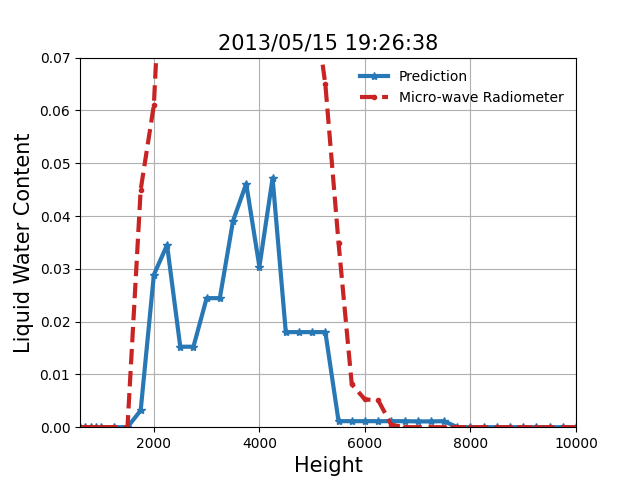 2013/05/15 19:26:38
Prediction
Micro-wave Radiometer
Liquid Water Content
0.07
0.06
0.05
0.04
0.03
0.02
0.01
0.00
2000 4000 6000 8000 10000
Height